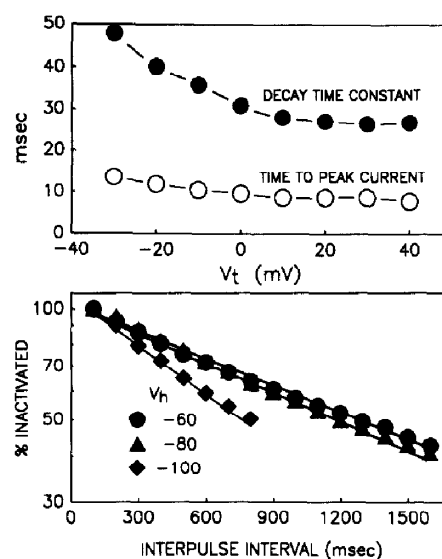 50
40
DECAY TIME CONSTANT
30
msec
20
TIME TO PEAK CURRENT
10
0
-40 -20 0 20 40
Vt (mV)
100
70
% INACTIVATED
Vh
50
-60
-80
-100
30
0 300 600 900 1200 1500
INTERPULSE INTERVAL (msec)